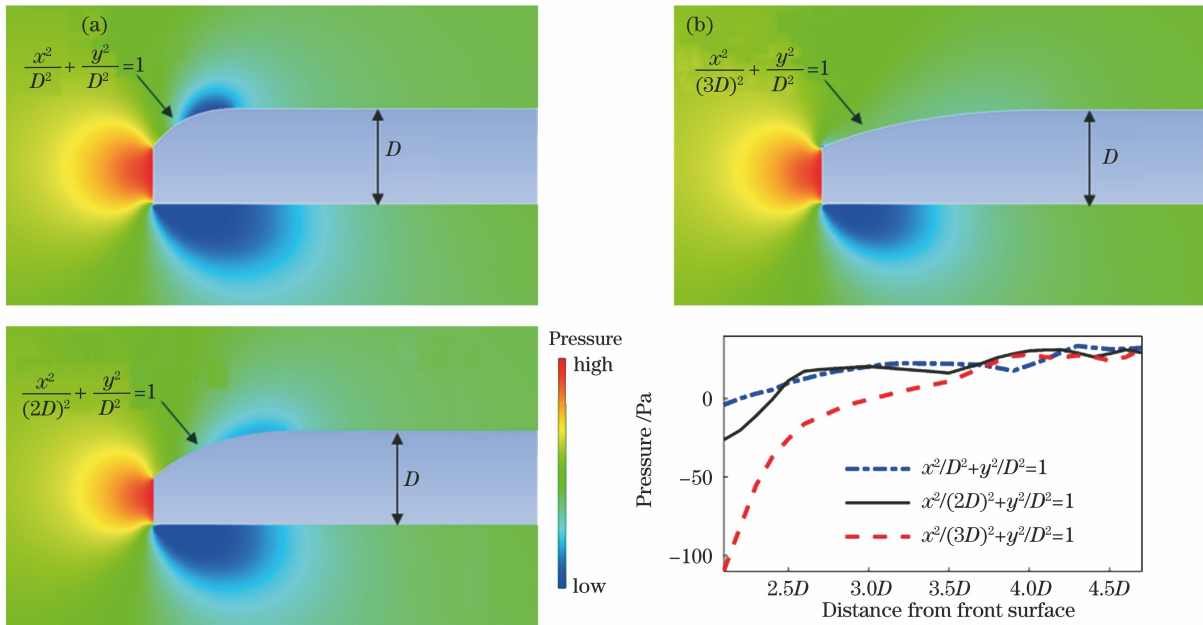 (a)
x²/D² + y²/D² =1
D
(b)
x²/(3D)² + y²/D² =1
D
x²/(2D)² + y²/D² =1
D
Pressure
high
low
Pressure /Pa
0
−50
−100
x²/D²+y²/D²=1
x²/(2D)²+y²/D²=1
x²/(3D)²+y²/D²=1
2.5D 3.0D 3.5D 4.0D 4.5D
Distance from front surface